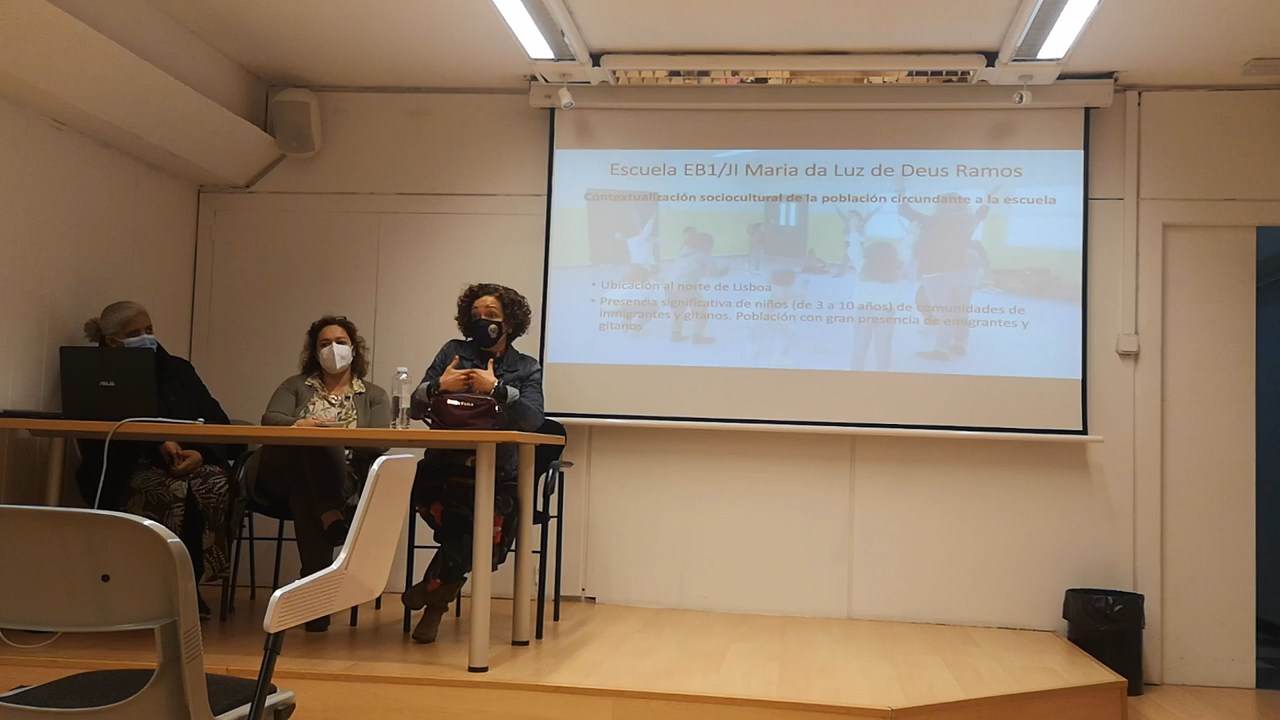 Escuela EB1/JI Maria da Luz de Deus Ramos
Contextualización sociocultural de la población circundante a la escuela
• Ubicación al norte de Lisboa
• Presencia significativa de niños (de 3 a 10 años) de comunidades de
inmigrantes y gitanos. Población con gran presencia de emigrantes y
gitanos
ASUS